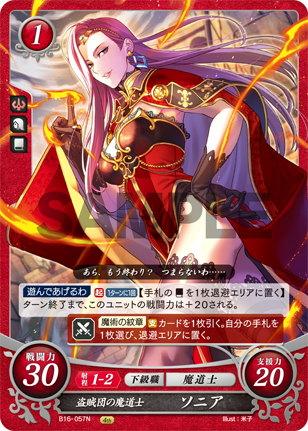 1
SAMPLE
あら、もう終わり？ つまらないわ……
遊んであげるわ 起 1ターンに1回 【手札の■を1枚退避エリアに置く】
ターン終了まで、このユニットの戦闘力は＋20される。
魔術の紋章 支 カードを1枚引く。自分の手札を
1枚選び、退避エリアに置く。
戦闘力
30
射程 1-2 下級職 魔道士
支援力
20
盗賊団の魔道士 ソニア
B16-057N
Illust：米子